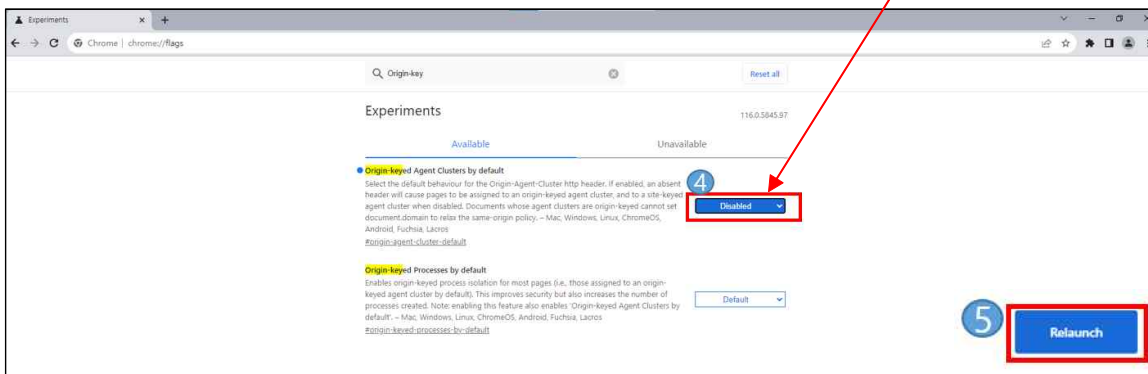 Experiments
Chrome | chrome://flags
Origin-key
Reset all
Experiments
116.0.5845.97
Available
Unavailable
Origin-keyed Agent Clusters by default
Select the default behaviour for the Origin-Agent-Cluster http header. If enabled, an absent
header will cause pages to be assigned to an origin-keyed agent cluster, and to a site-keyed
agent cluster when disabled. Documents whose agent clusters are origin-keyed cannot set
document.domain to relax the same-origin policy. – Mac, Windows, Linux, ChromeOS,
Android, Fuchsia, Lacros
#origin-agent-cluster-default
4
Disabled
Origin-keyed Processes by default
Enables origin-keyed process isolation for most pages (i.e., those assigned to an origin-
keyed agent cluster by default). This improves security but also increases the number of
processes created. Note: enabling this feature also enables 'Origin-keyed Agent Clusters by
default'. – Mac, Windows, Linux, ChromeOS, Android, Fuchsia, Lacros
#origin-keyed-processes-by-default
Default
5
Relaunch